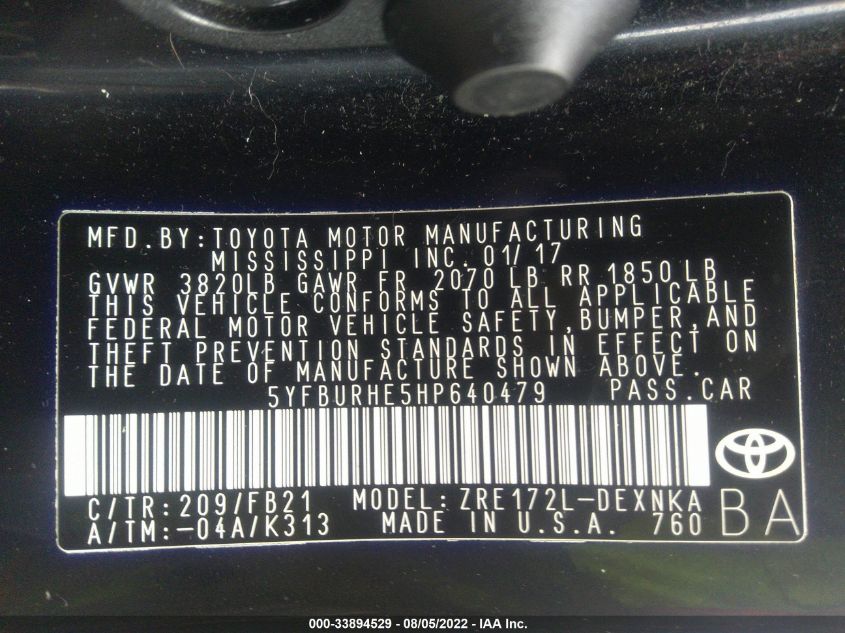 MFD.BY:TOYOTA MOTOR MANUFACTURING
MISSISSIPPI INC. 01/17
GVWR 3820LB GAWR FR 2070LB RR 1850LB
THIS VEHICLE CONFORMS TO ALL APPLICABLE
FEDERAL MOTOR VEHICLE SAFETY,BUMPER,AND
THEFT PREVENTION STANDARDS IN EFFECT ON
THE DATE OF MANUFACTURE SHOWN ABOVE.
5YFBURHE5HP640479 PASS.CAR
C/TR:209/FB21 MODEL:ZRE172L-DEXNKA
A/TM:-04A/K313 MADE IN U.S.A. 760
BA
000-33894529 - 08/05/2022 - IAA Inc.